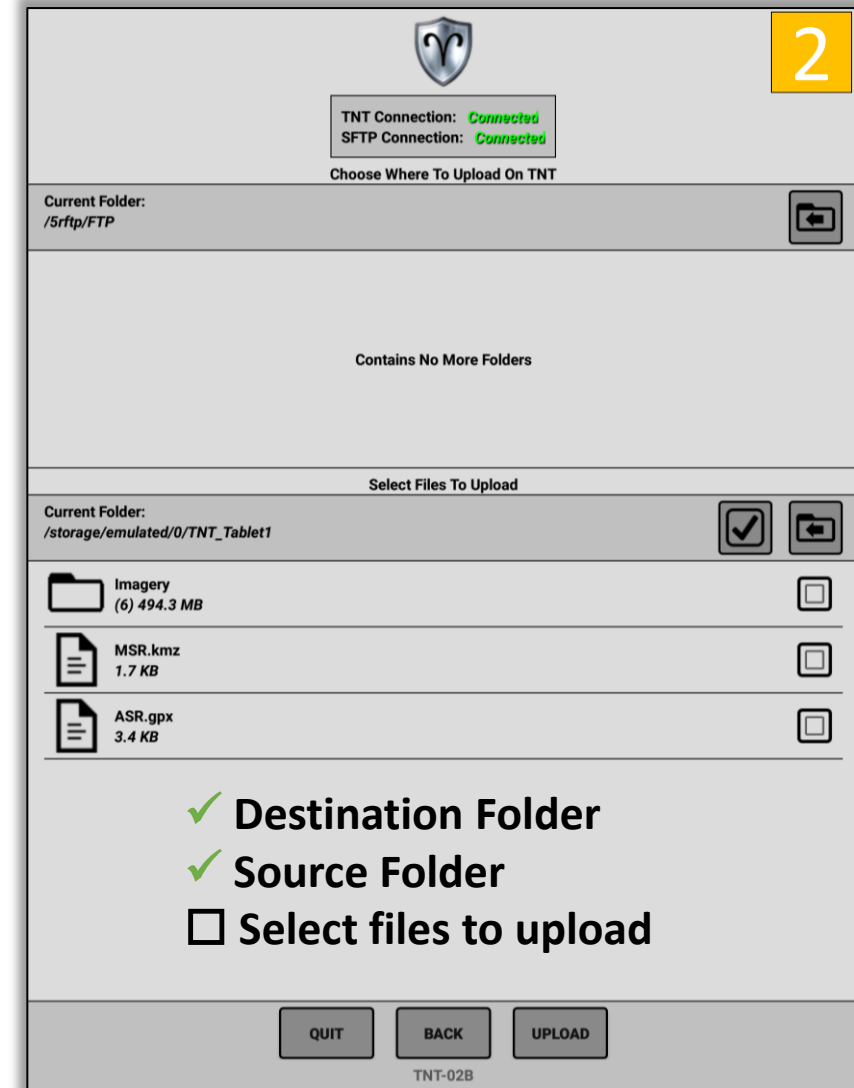 2
TNT Connection: Connected
SFTP Connection: Connected
Choose Where To Upload On TNT
Current Folder:
/5rftp/FTP
Contains No More Folders
Select Files To Upload
Current Folder:
/storage/emulated/0/TNT_Tablet1
Imagery
(6) 494.3 MB
MSR.kmz
1.7 KB
ASR.gpx
3.4 KB
✓ Destination Folder
✓ Source Folder
☐ Select files to upload
QUIT BACK UPLOAD
TNT-02B